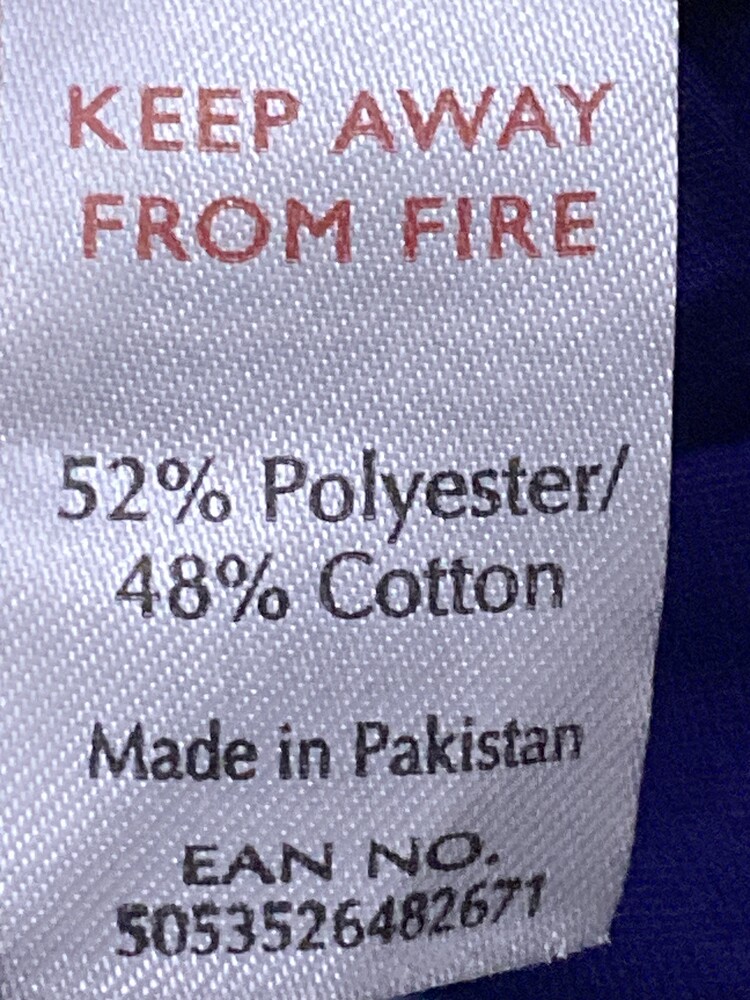 KEEP AWAY
FROM FIRE
52% Polyester/
48% Cotton
Made in Pakistan
EAN NO.
5053526482671